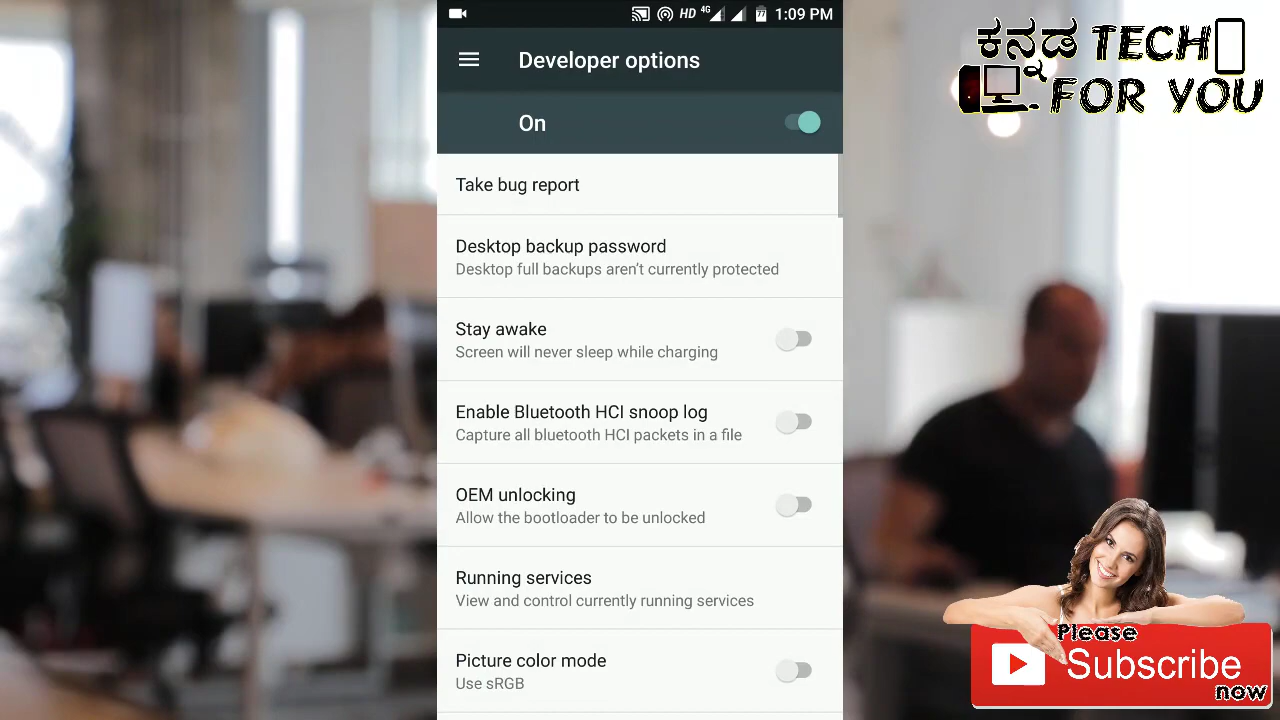 HD 4G 77 1:09 PM
Developer options
On
Take bug report
Desktop backup password
Desktop full backups aren’t currently protected
Stay awake
Screen will never sleep while charging
Enable Bluetooth HCI snoop log
Capture all bluetooth HCI packets in a file
OEM unlocking
Allow the bootloader to be unlocked
Running services
View and control currently running services
Picture color mode
Use sRGB
ಕನ್ನಡ TECH
FOR YOU
Please
Subscribe
now